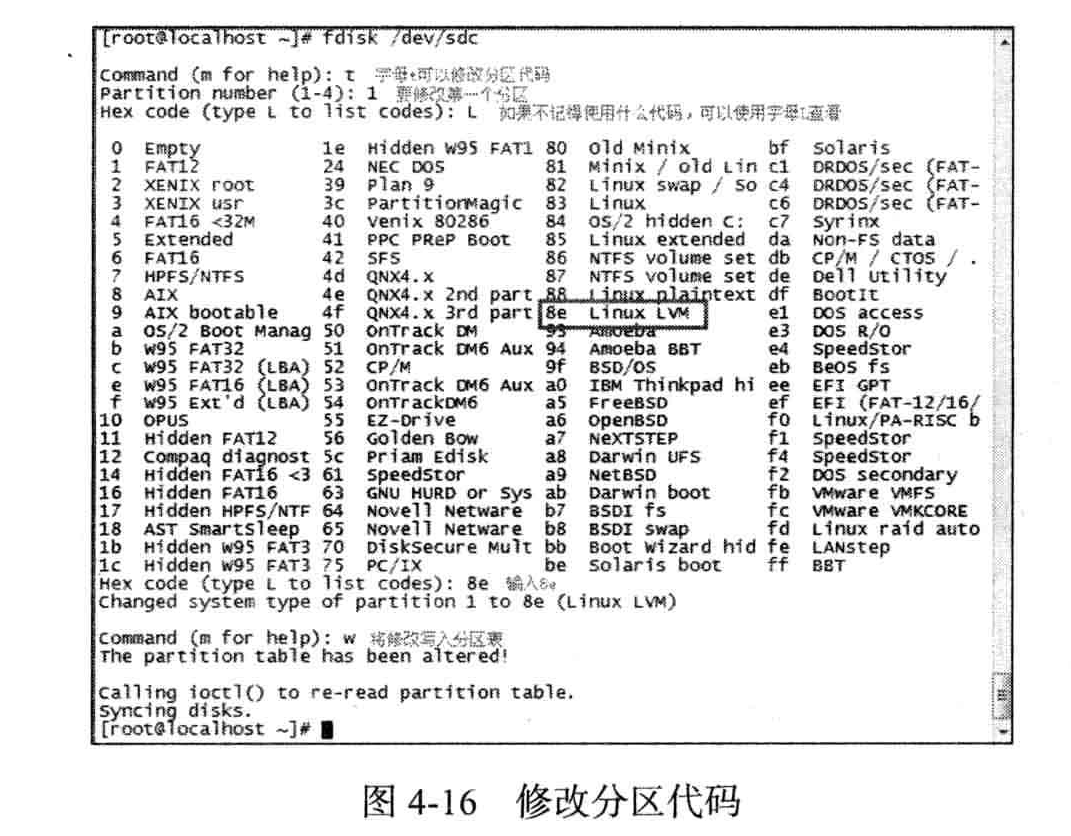 [root@localhost ~]# fdisk /dev/sdc
Command (m for help): t 字母t可以修改分区代码
Partition number (1-4): 1 要修改第一个分区
Hex code (type L to list codes): L 如果不记得使用什么代码，可以使用字母L查看
0 Empty 1e Hidden W95 FAT1 80 Old Minix bf Solaris
1 FAT12 24 NEC DOS 81 Minix / old Lin c1 DRDOS/sec (FAT-
2 XENIX root 39 Plan 9 82 Linux swap / So c4 DRDOS/sec (FAT-
3 XENIX usr 3c PartitionMagic 83 Linux c6 DRDOS/sec (FAT-
4 FAT16 <32M 40 Venix 80286 84 OS/2 hidden C: c7 Syrinx
5 Extended 41 PPC PReP Boot 85 Linux extended da Non-FS data
6 FAT16 42 SFS 86 NTFS volume set db CP/M / CTOS / .
7 HPFS/NTFS 4d QNX4.x 87 NTFS volume set de Dell Utility
8 AIX 4e QNX4.x 2nd part 88 Linux plaintext df BootIt
9 AIX bootable 4f QNX4.x 3rd part 8e Linux LVM e1 DOS access
a OS/2 Boot Manag 50 OnTrack DM 93 Amoeba e3 DOS R/O
b W95 FAT32 51 OnTrack DM6 Aux 94 Amoeba BBT e4 SpeedStor
c W95 FAT32 (LBA) 52 CP/M 9f BSD/OS eb BeOS fs
e W95 FAT16 (LBA) 53 OnTrack DM6 Aux a0 IBM Thinkpad hi ee EFI GPT
f W95 Ext'd (LBA) 54 OnTrackDM6 a5 FreeBSD ef EFI (FAT-12/16/
10 OPUS 55 EZ-Drive a6 OpenBSD f0 Linux/PA-RISC b
11 Hidden FAT12 56 Golden Bow a7 NeXTSTEP f1 SpeedStor
12 Compaq diagnost 5c Priam Edisk a8 Darwin UFS f4 SpeedStor
14 Hidden FAT16 <3 61 SpeedStor a9 NetBSD f2 DOS secondary
16 Hidden FAT16 63 GNU HURD or Sys ab Darwin boot fb VMware VMFS
17 Hidden HPFS/NTF 64 Novell Netware b7 BSDI fs fc VMware VMKCORE
18 AST SmartSleep 65 Novell Netware b8 BSDI swap fd Linux raid auto
1b Hidden W95 FAT3 70 DiskSecure Mult bb Boot Wizard hid fe LANstep
1c Hidden W95 FAT3 75 PC/IX be Solaris boot ff BBT
Hex code (type L to list codes): 8e 输入8e
Changed system type of partition 1 to 8e (Linux LVM)
Command (m for help): w 将修改写入分区表
The partition table has been altered!
Calling ioctl() to re-read partition table.
Syncing disks.
[root@localhost ~]#
图 4-16 修改分区代码